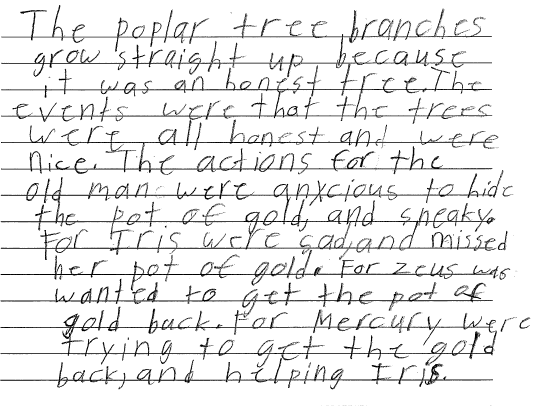 The poplar tree branches
grow straight up because
it was an honest tree. The
events were that the trees
were all honest and were
nice. The actions for the
old man were anxcious to hide
the pot of gold, and sneaky.
For Iris were sad, and missed
her pot of gold. For zeus was
wanted to get the pot of
gold back. For Mercury were
trying to get the gold
back, and helping Iris.